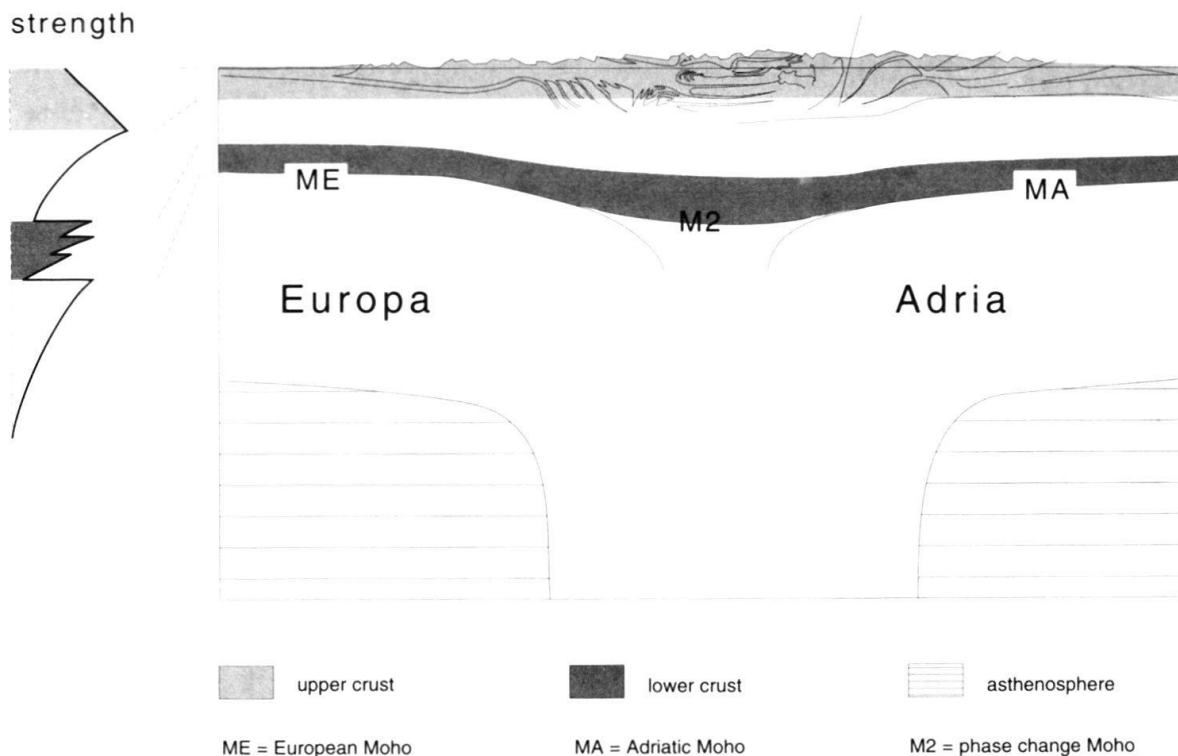 strength
ME
M2
MA
Europa
Adria
upper crust
lower crust
asthenosphere
ME = European Moho
MA = Adriatic Moho
M2 = phase change Moho